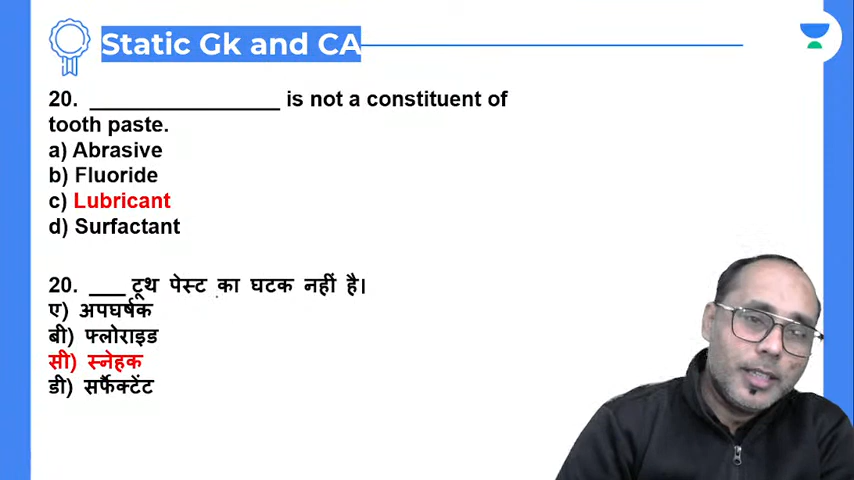 Static Gk and CA
20. ________________ is not a constituent of
tooth paste.
a) Abrasive
b) Fluoride
c) Lubricant
d) Surfactant
20. ___ टूथ पेस्ट का घटक नहीं है।
ए) अपघर्षक
बी) फ्लोराइड
सी) स्नेहक
डी) सर्फैक्टेंट